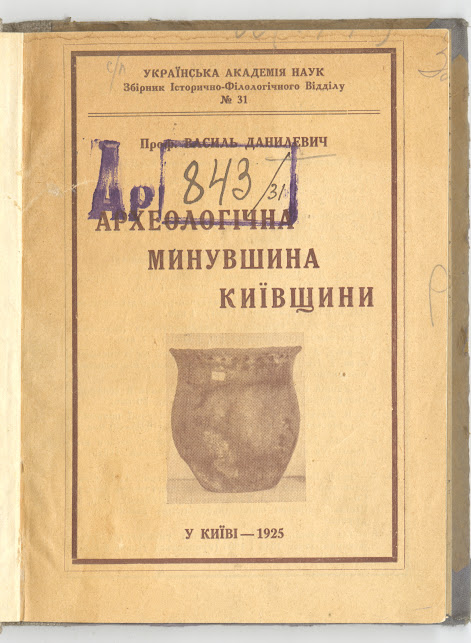 УКРАЇНСЬКА АКАДЕМІЯ НАУК
Збірник Історично-Філологічного Відділу
№ 31
Проф. ВАСИЛЬ ДАНИЛЕВИЧ
Др 843/31
АРХЕОЛОГІЧНА
МИНУВШИНА
КИЇВЩИНИ
У КИЇВІ — 1925